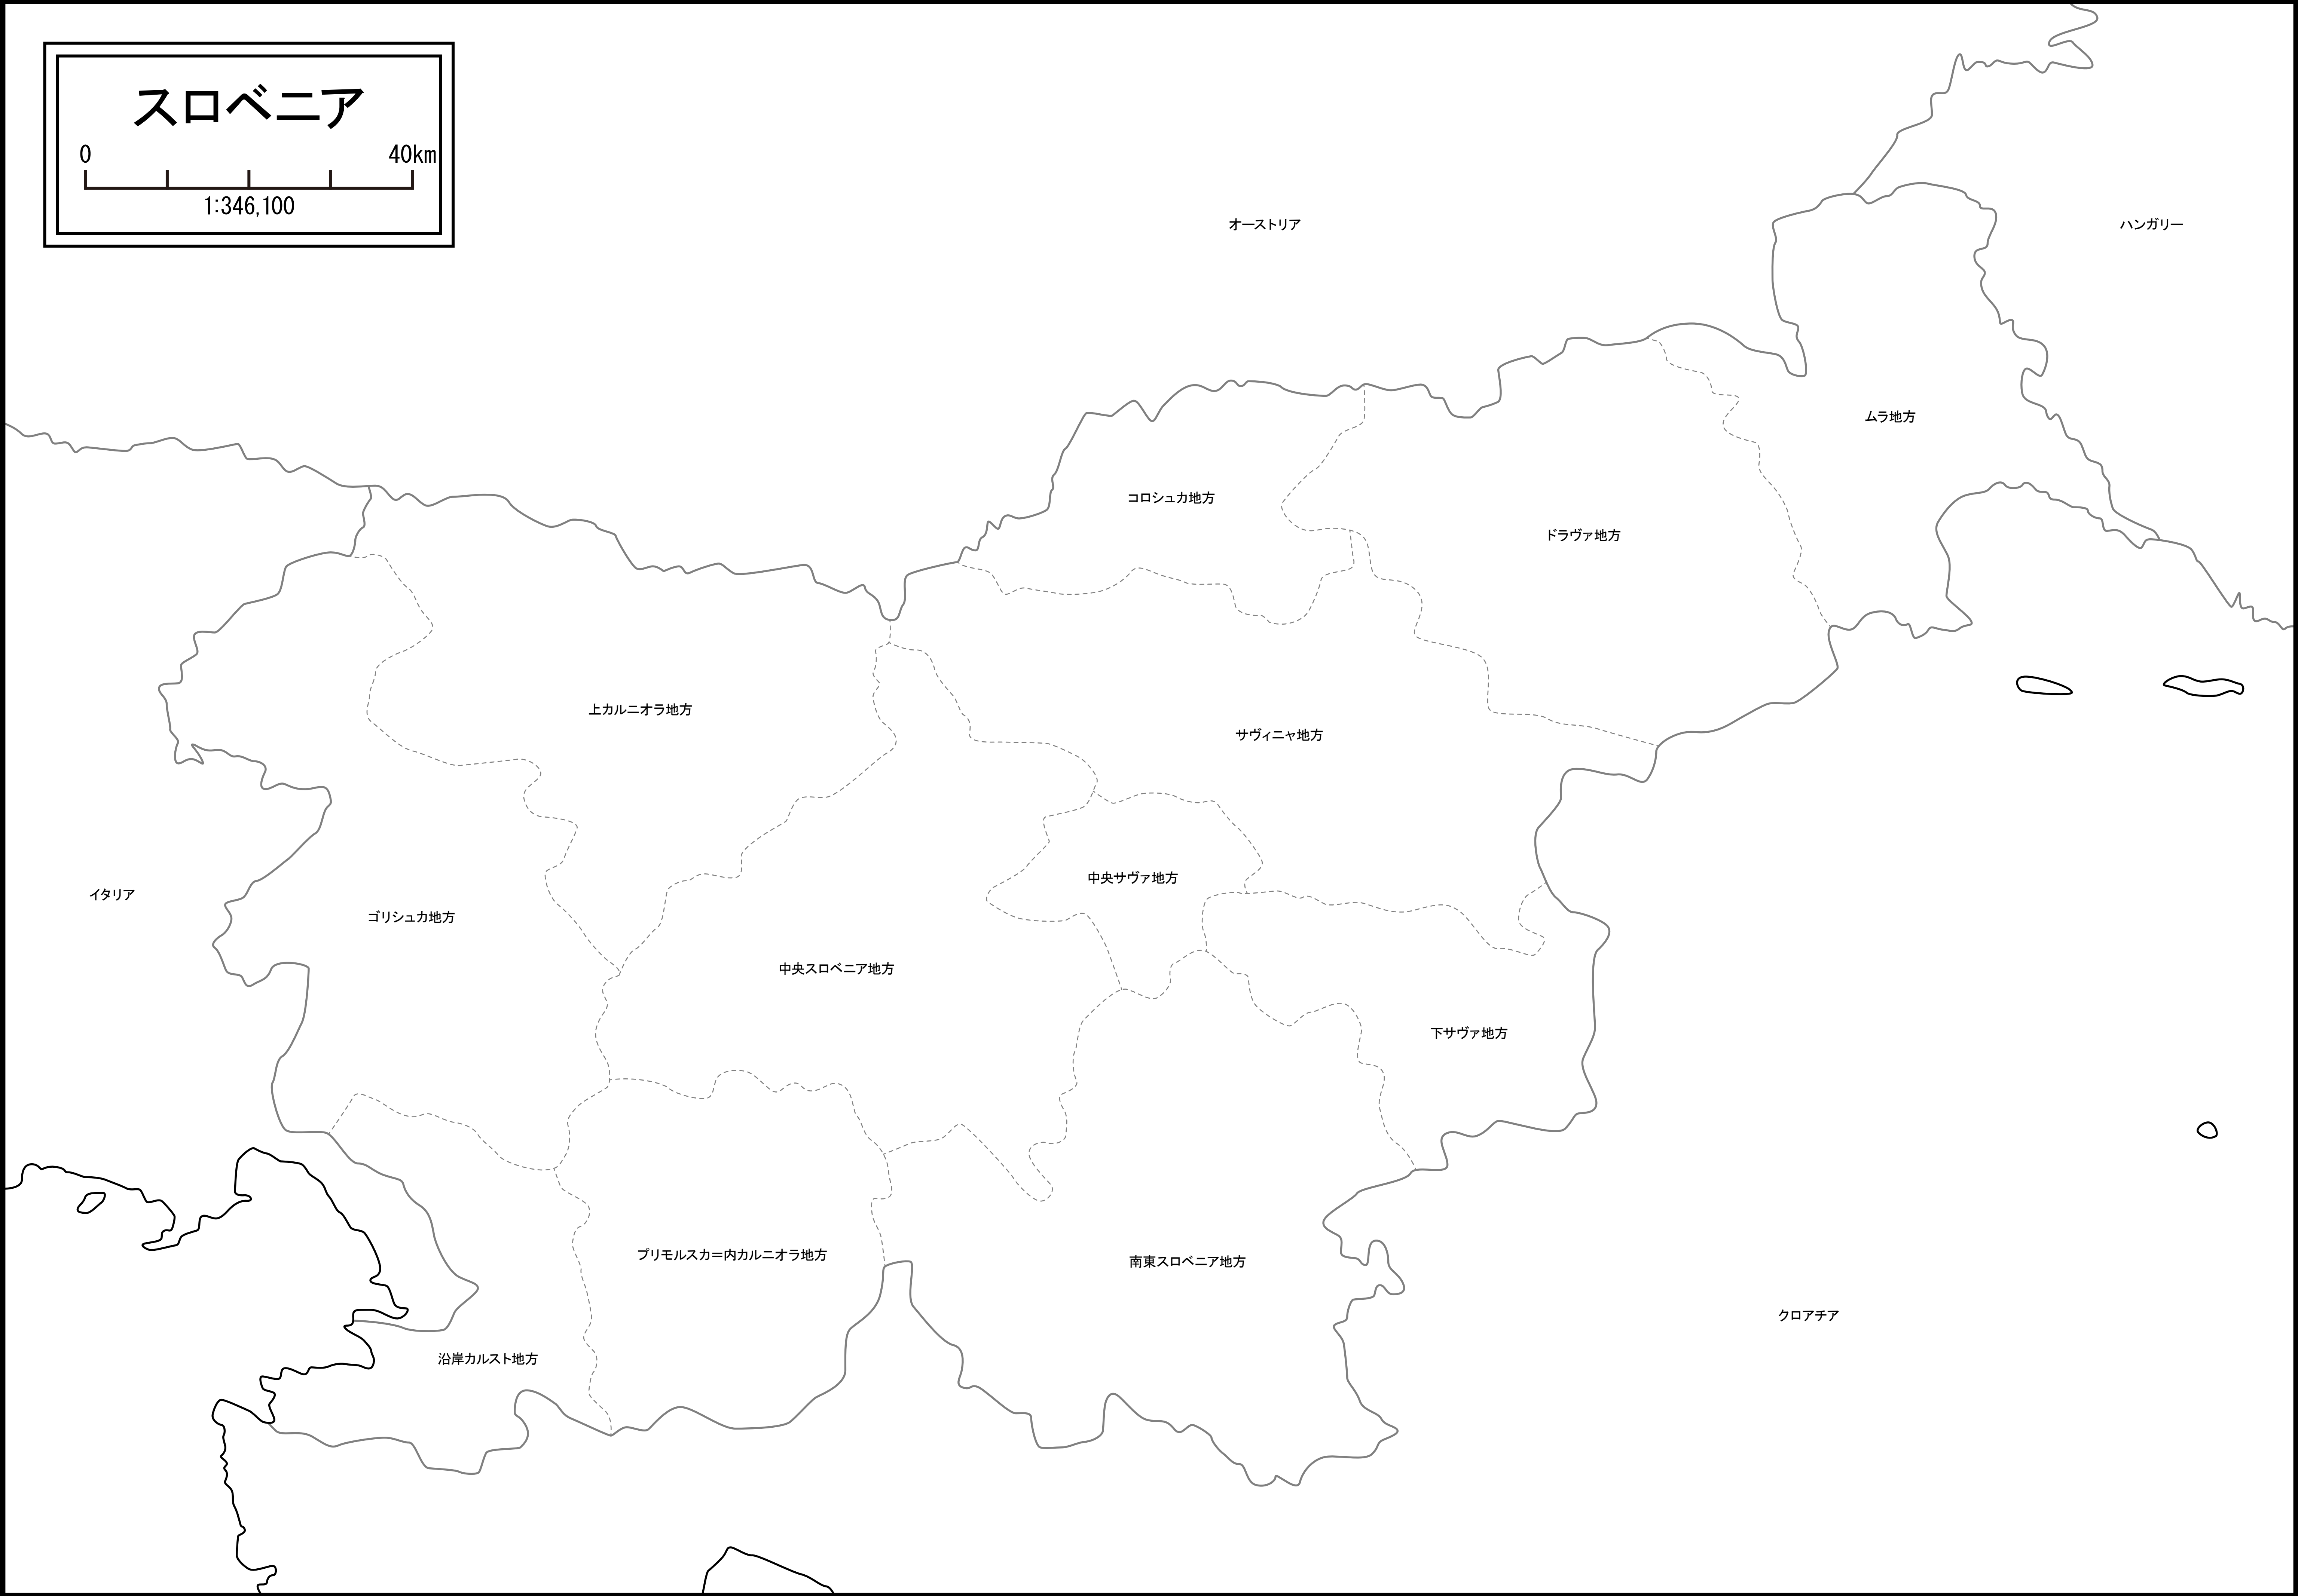 スロベニア
0 40km
1:346,100
オーストリア
ハンガリー
ムラ地方
コロシュカ地方
ドラヴァ地方
上カルニオラ地方
サヴィニャ地方
中央サヴァ地方
イタリア
ゴリシュカ地方
中央スロベニア地方
下サヴァ地方
プリモルスカ＝内カルニオラ地方
南東スロベニア地方
クロアチア
沿岸カルスト地方